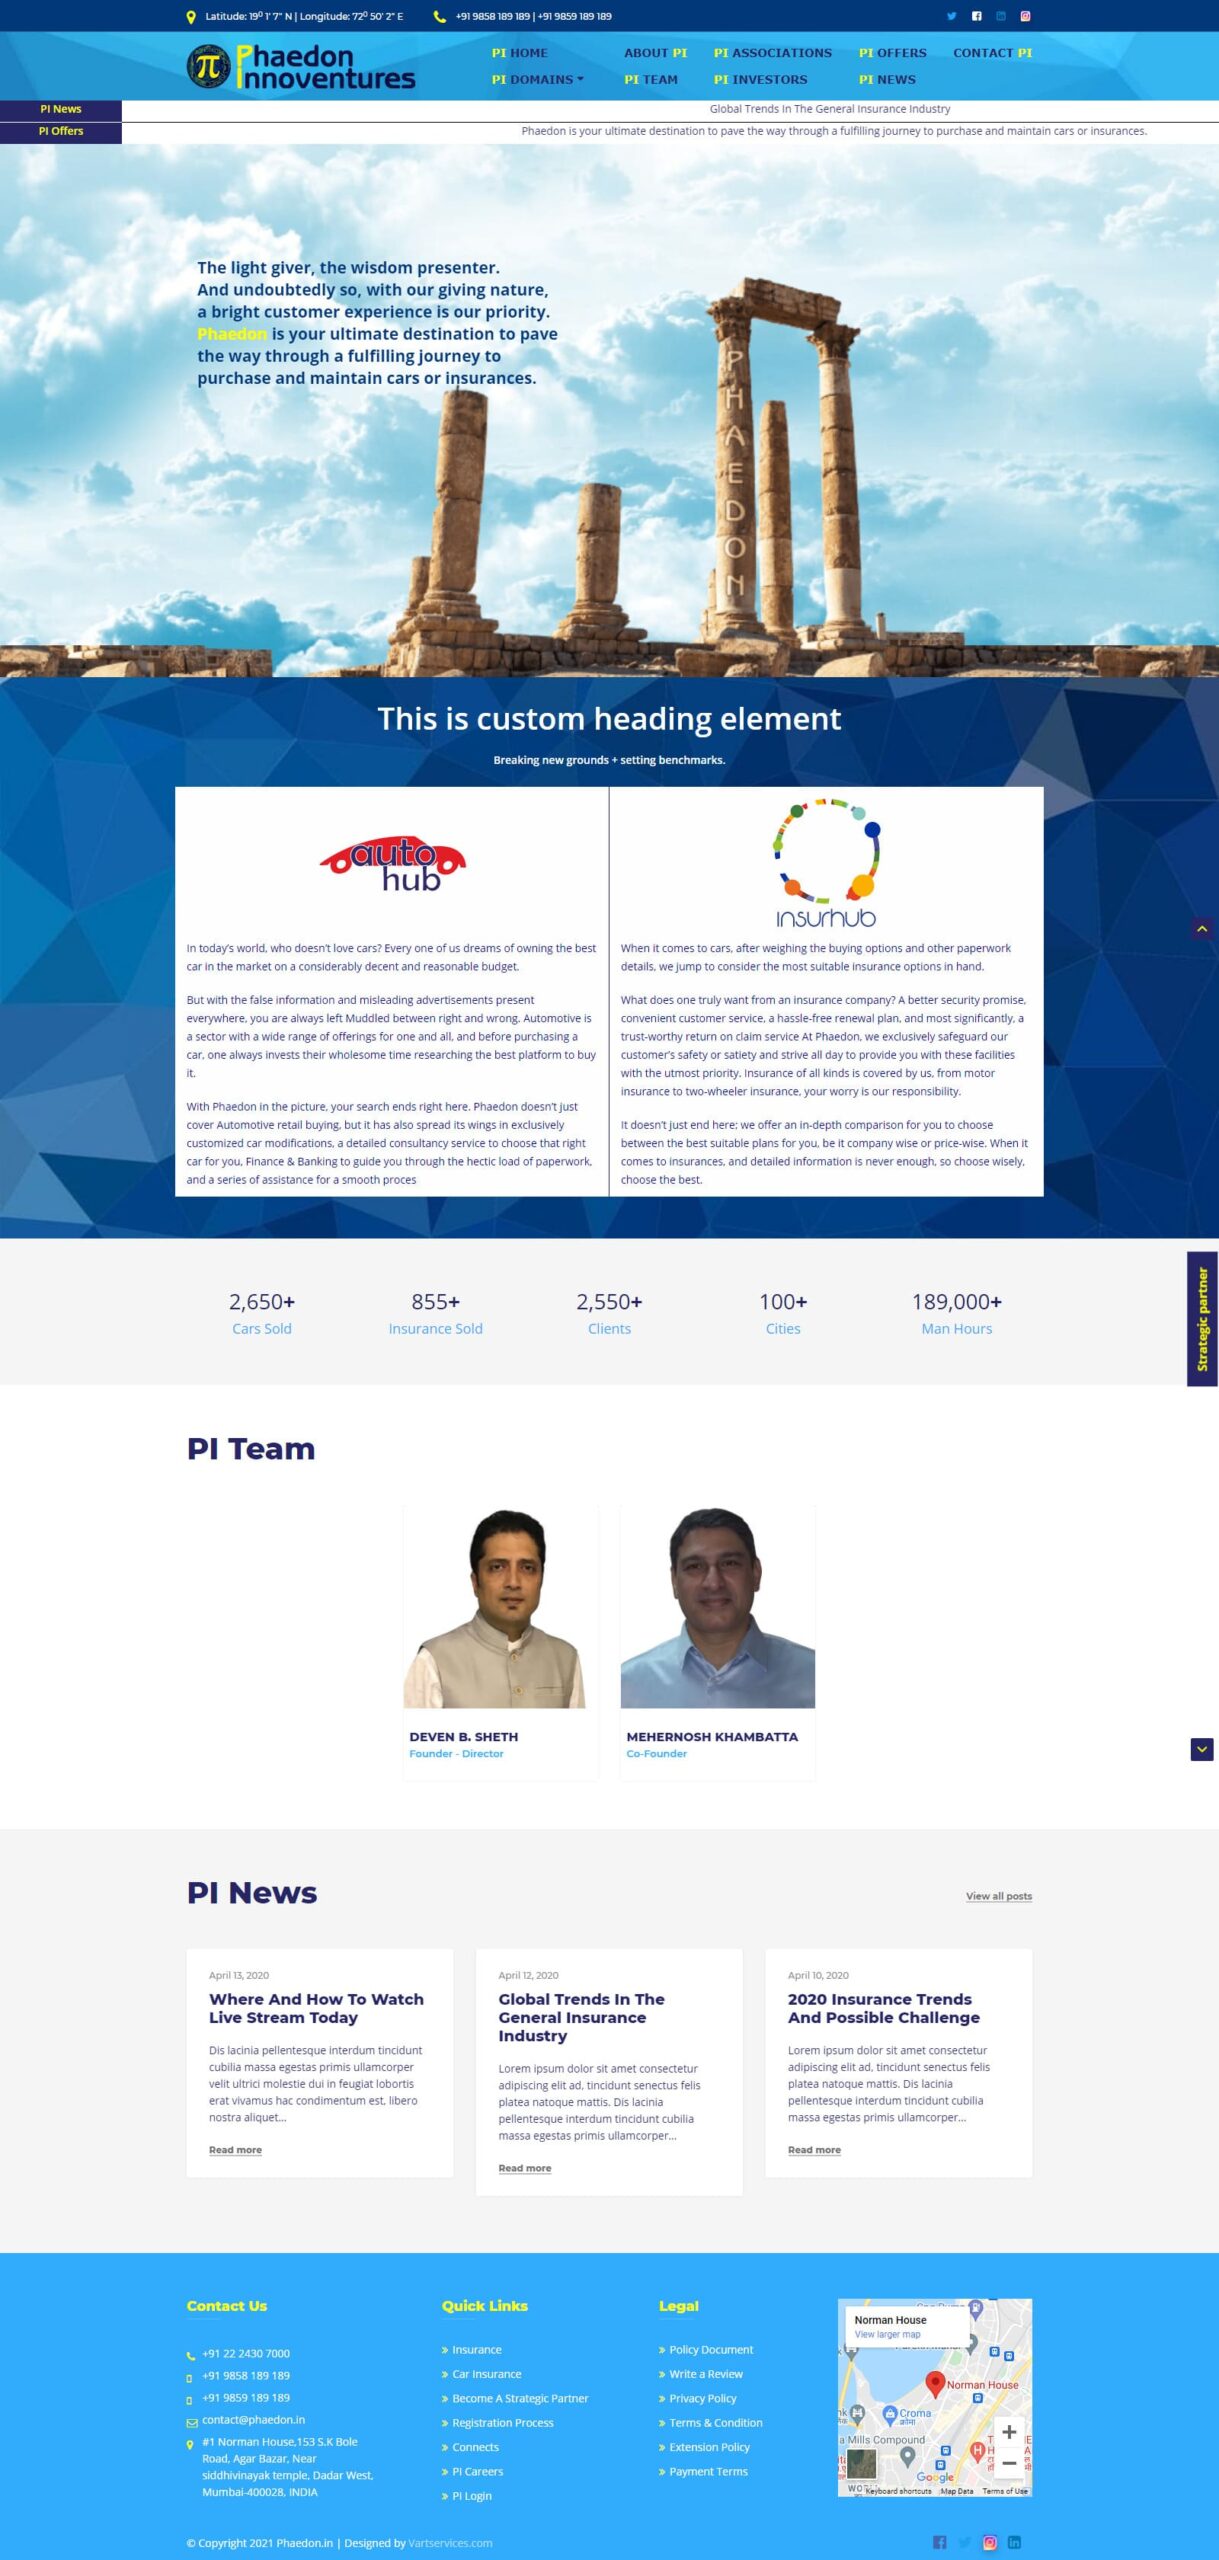 Latitude: 19⁰ 1' 7" N | Longitude: 72⁰ 50' 2" E
+91 9858 189 189 | +91 9859 189 189
Phaedon
Innoventures
PI HOME
ABOUT PI
PI ASSOCIATIONS
PI OFFERS
CONTACT PI
PI DOMAINS
PI TEAM
PI INVESTORS
PI NEWS
PI News
Global Trends In The General Insurance Industry
PI Offers
Phaedon is your ultimate destination to pave the way through a fulfilling journey to purchase and maintain cars or insurances.
The light giver, the wisdom presenter.
And undoubtedly so, with our giving nature,
a bright customer experience is our priority.
Phaedon is your ultimate destination to pave
the way through a fulfilling journey to
purchase and maintain cars or insurances.
PHAEDON
This is custom heading element
Breaking new grounds + setting benchmarks.
auto
hub
In today's world, who doesn't love cars? Every one of us dreams of owning the best
car in the market on a considerably decent and reasonable budget.
But with the false information and misleading advertisements present
everywhere, you are always left Muddled between right and wrong. Automotive is
a sector with a wide range of offerings for one and all, and before purchasing a
car, one always invests their wholesome time researching the best platform to buy
it.
With Phaedon in the picture, your search ends right here. Phaedon doesn't just
cover Automotive retail buying, but it has also spread its wings in exclusively
customized car modifications, a detailed consultancy service to choose that right
car for you, Finance & Banking to guide you through the hectic load of paperwork,
and a series of assistance for a smooth proces
insurhub
When it comes to cars, after weighing the buying options and other paperwork
details, we jump to consider the most suitable insurance options in hand.
What does one truly want from an insurance company? A better security promise,
convenient customer service, a hassle-free renewal plan, and most significantly, a
trust-worthy return on claim service At Phaedon, we exclusively safeguard our
customer's safety or satiety and strive all day to provide you with these facilities
with the utmost priority. Insurance of all kinds is covered by us, from motor
insurance to two-wheeler insurance, your worry is our responsibility.
It doesn't just end here; we offer an in-depth comparison for you to choose
between the best suitable plans for you, be it company wise or price-wise. When it
comes to insurances, and detailed information is never enough, so choose wisely,
choose the best.
2,650+
Cars Sold
855+
Insurance Sold
2,550+
Clients
100+
Cities
189,000+
Man Hours
Strategic partner
PI Team
DEVEN B. SHETH
Founder - Director
MEHERNOSH KHAMBATTA
Co-Founder
PI News
View all posts
April 13, 2020
Where And How To Watch
Live Stream Today
Dis lacinia pellentesque interdum tincidunt
cubilia massa egestas primis ullamcorper
velit ultrici molestie dui in feugiat lobortis
erat vivamus hac condimentum est, libero
nostra aliquet...
Read more
April 12, 2020
Global Trends In The
General Insurance
Industry
Lorem ipsum dolor sit amet consectetur
adipiscing elit ad, tincidunt senectus felis
platea natoque mattis. Dis lacinia
pellentesque interdum tincidunt cubilia
massa egestas primis ullamcorper...
Read more
April 10, 2020
2020 Insurance Trends
And Possible Challenge
Lorem ipsum dolor sit amet consectetur
adipiscing elit ad, tincidunt senectus felis
platea natoque mattis. Dis lacinia
pellentesque interdum tincidunt cubilia
massa egestas primis ullamcorper...
Read more
Contact Us
+91 22 2430 7000
+91 9858 189 189
+91 9859 189 189
contact@phaedon.in
#1 Norman House,153 S.K Bole
Road, Agar Bazar, Near
siddhivinayak temple, Dadar West,
Mumbai-400028, INDIA
Quick Links
Insurance
Car Insurance
Become A Strategic Partner
Registration Process
Connects
PI Careers
PI Login
Legal
Policy Document
Write a Review
Privacy Policy
Terms & Condition
Extension Policy
Payment Terms
Norman House
View larger map
Norman House
Croma
क्रोमा
a Mills Compound
Google
Keyboard shortcuts
Map Data
Terms of Use
© Copyright 2021 Phaedon.in | Designed by Vartservices.com